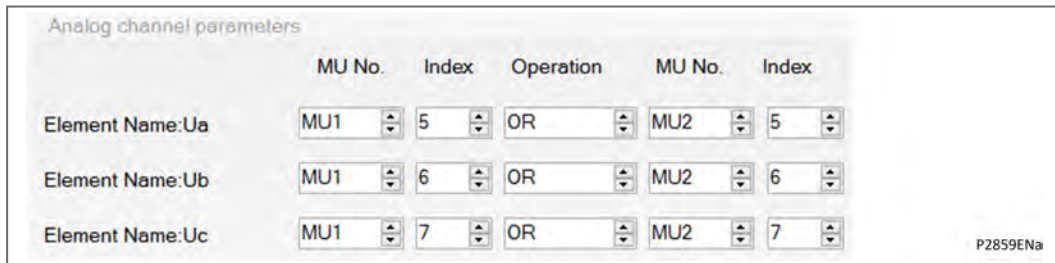 Analog channel parameters
MU No. Index Operation MU No. Index
Element Name:Ua MU1 5 OR MU2 5
Element Name:Ub MU1 6 OR MU2 6
Element Name:Uc MU1 7 OR MU2 7
P2859ENa